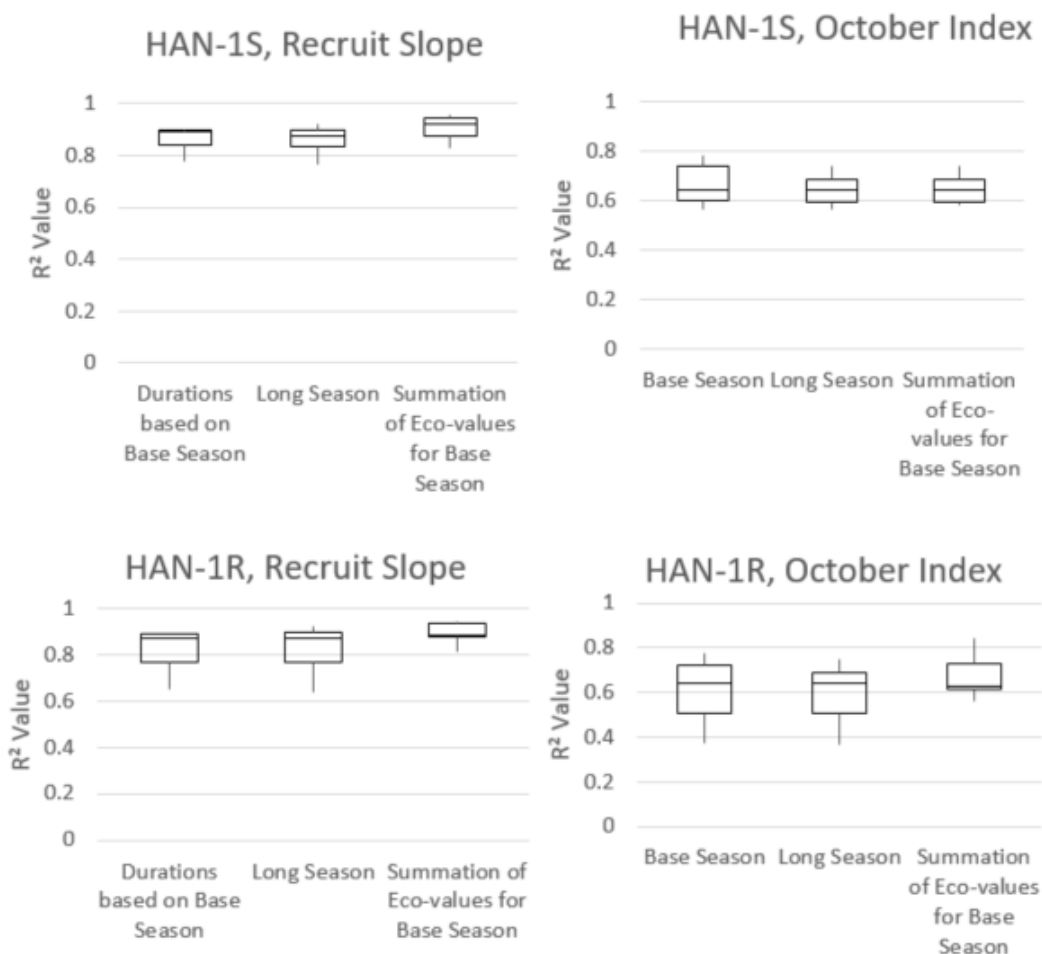 HAN-1S, Recruit Slope
R² Value
1
0.8
0.6
0.4
0.2
0
Durations
based on
Base Season
Long Season
Summation
of Eco-values
for Base
Season
HAN-1S, October Index
R² Value
1
0.8
0.6
0.4
0.2
0
Base Season
Long Season
Summation
of Eco-
values for
Base Season
HAN-1R, Recruit Slope
R² Value
1
0.8
0.6
0.4
0.2
0
Durations
based on Base
Season
Long Season
Summation of
Eco-values for
Base Season
HAN-1R, October Index
R² Value
1
0.8
0.6
0.4
0.2
0
Base Season
Long Season
Summation
of Eco-values
for Base
Season